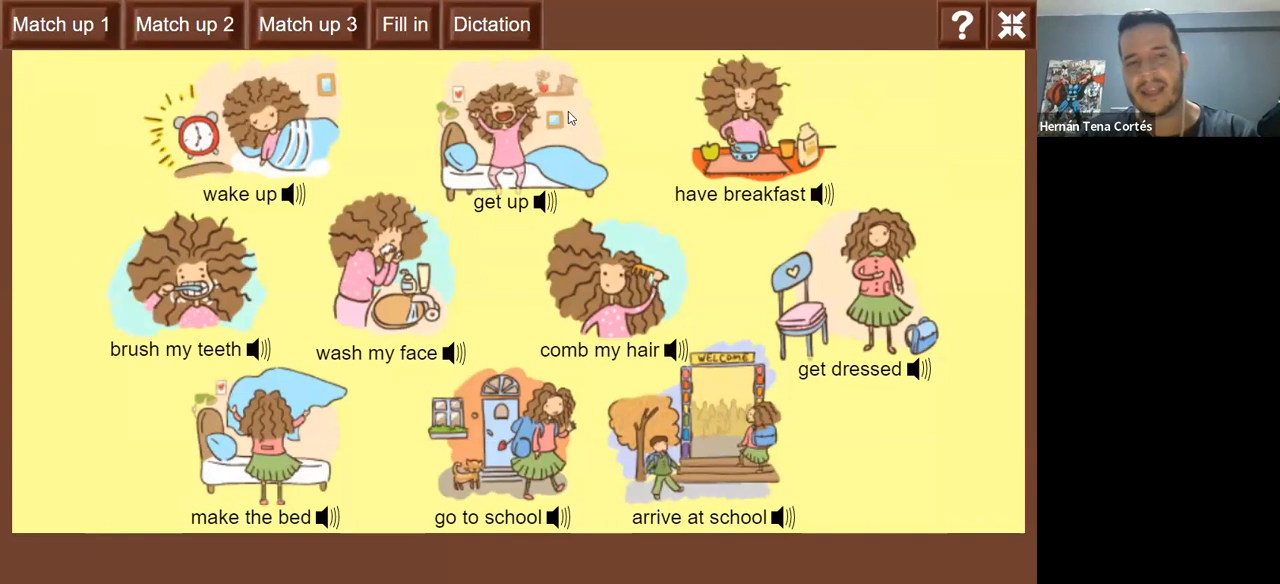 Match up 1
Match up 2
Match up 3
Fill in
Dictation
?
Hernán Tena Cortés
wake up
get up
have breakfast
brush my teeth
wash my face
comb my hair
get dressed
WELCOME
make the bed
go to school
arrive at school